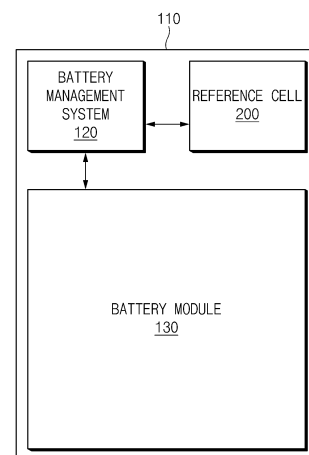 110
BATTERY
MANAGEMENT
SYSTEM
120
REFERENCE CELL
200
BATTERY MODULE
130